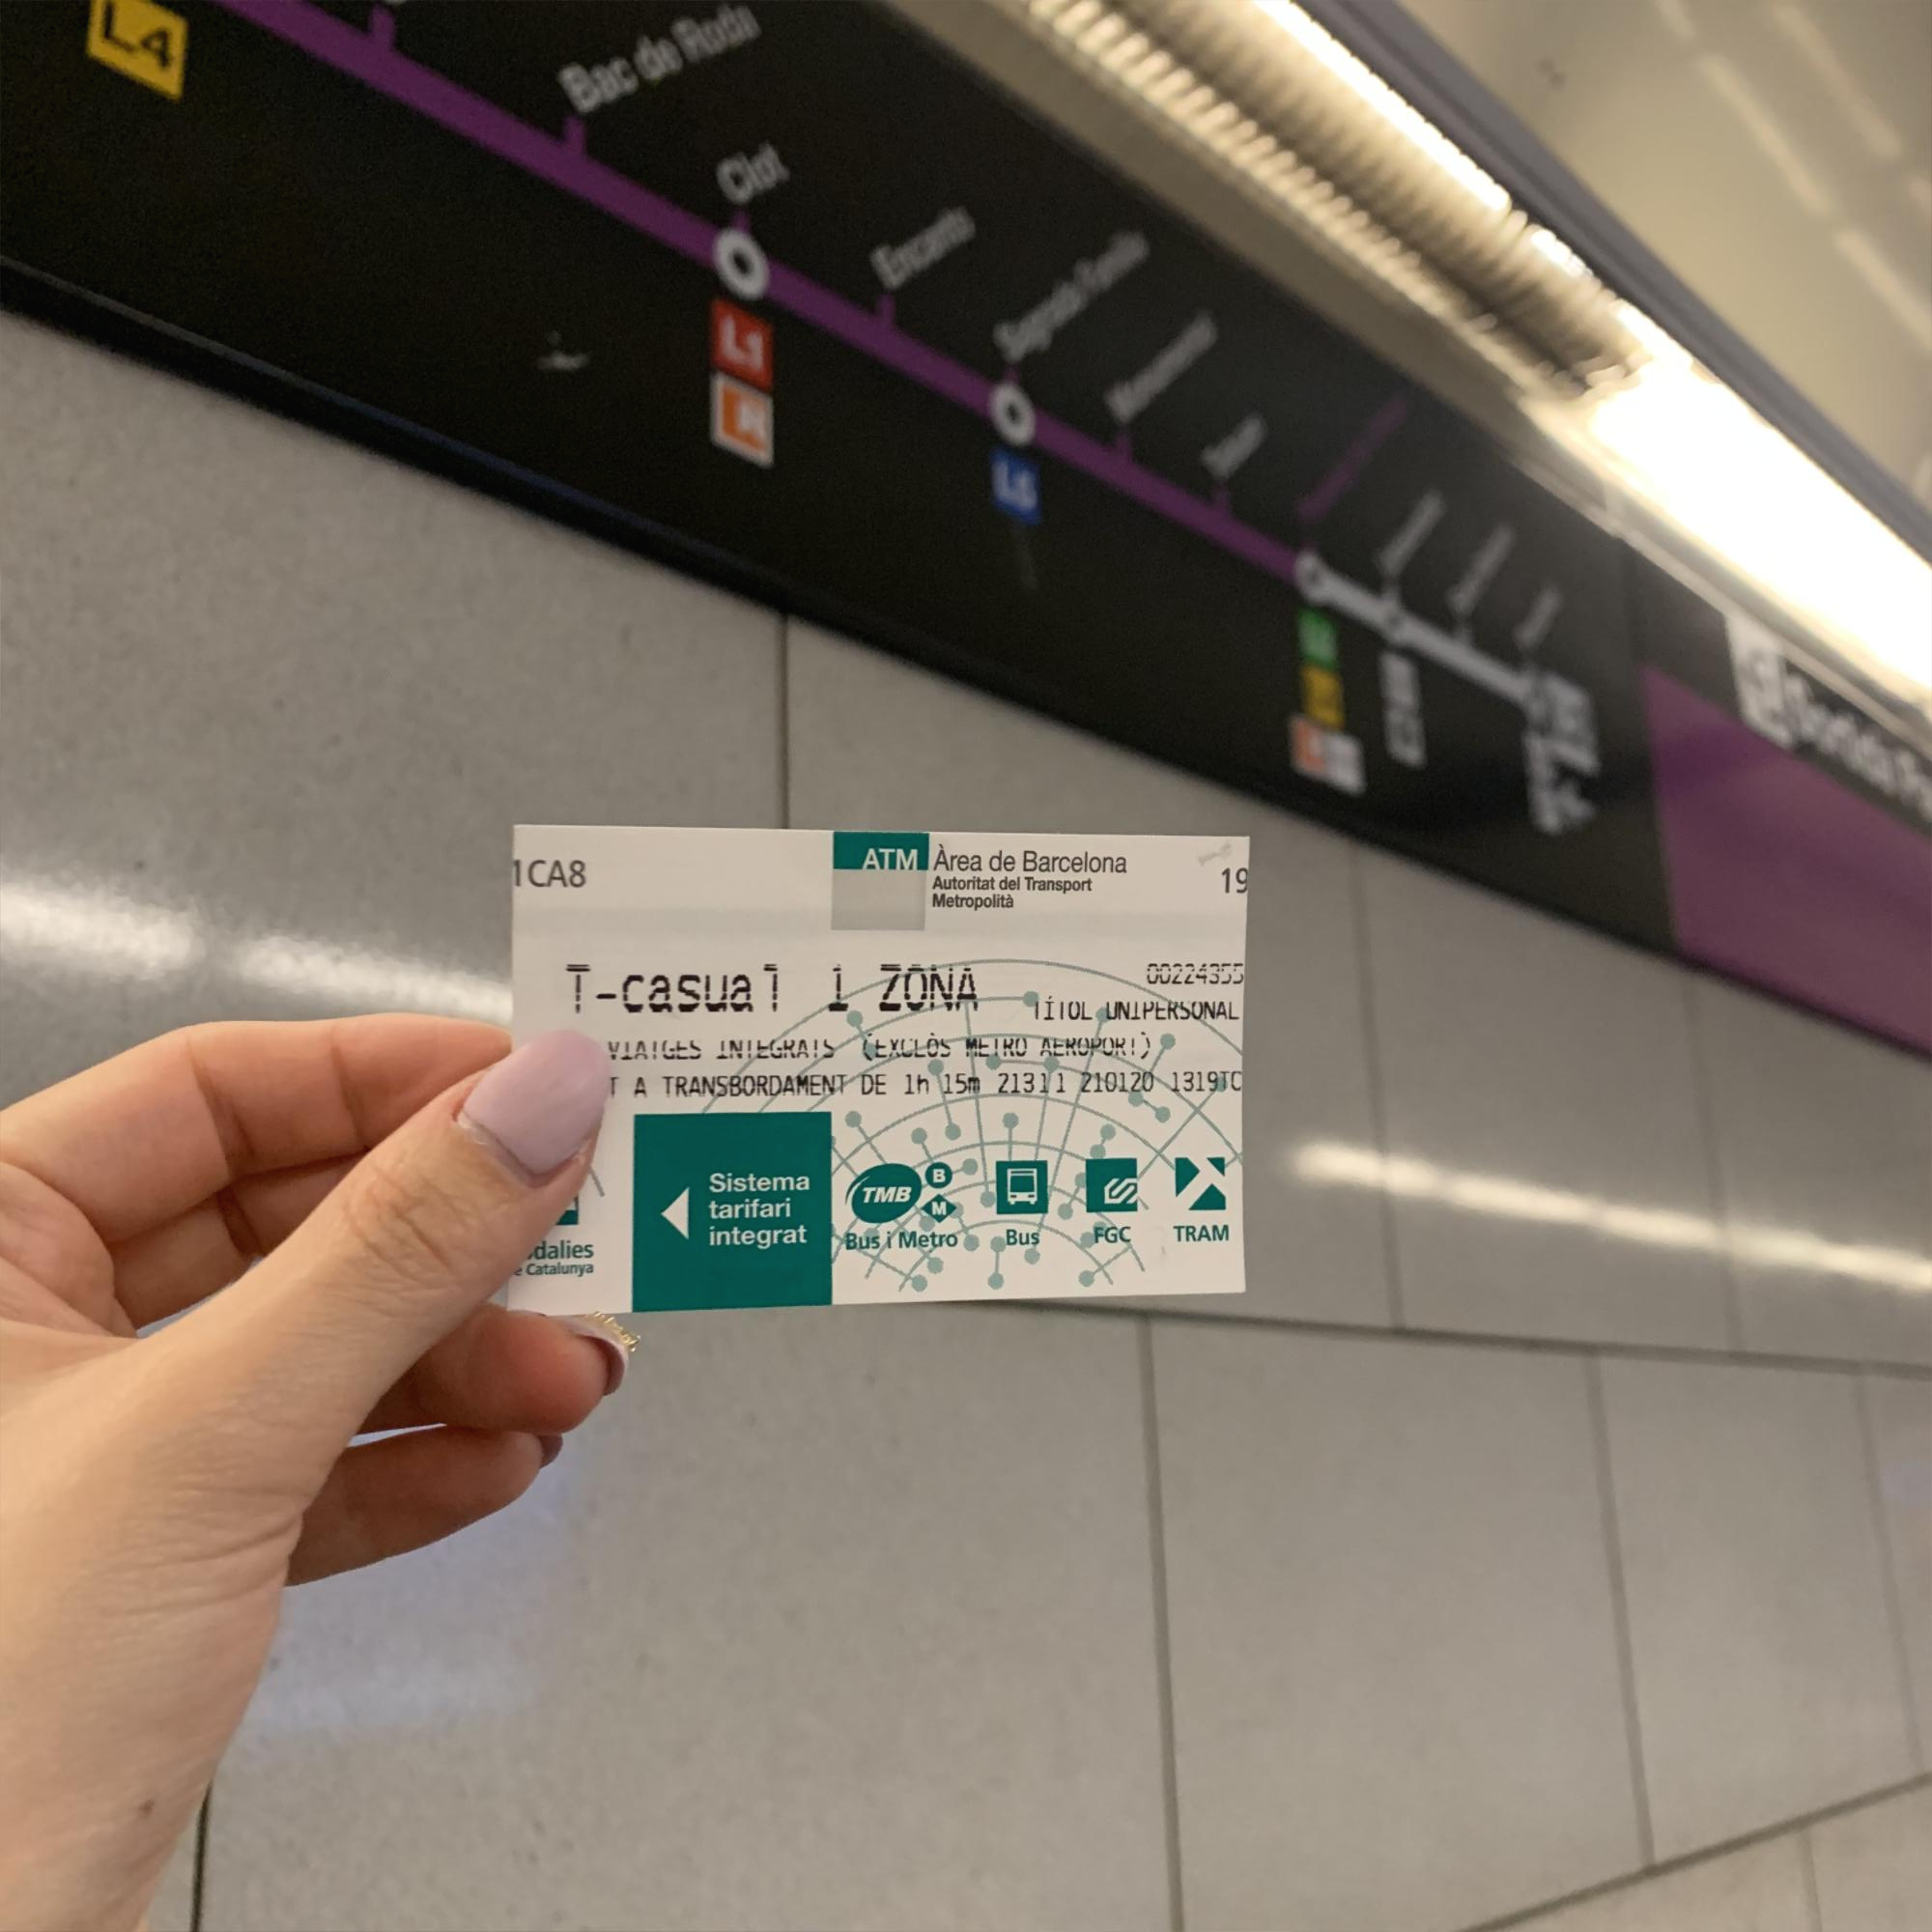 L4
Bac de Roda
Clot
Encants
Sagrada Família
Monumental
L1
R
L5
1CA8
ATM
Àrea de Barcelona
19
Autoritat del Transport
Metropolità
T-casual 1 ZONA
00224355
TÍTOL UNIPERSONAL
VIATGES INTEGRATS (EXCLÒS METRO AEROPORT)
T A TRANSBORDAMENT DE 1h 15m 21311 210120 1319TC
Sistema
tarifari
integrat
TMB
B
M
Bus i Metro
Bus
FGC
TRAM
dalies
e Catalunya